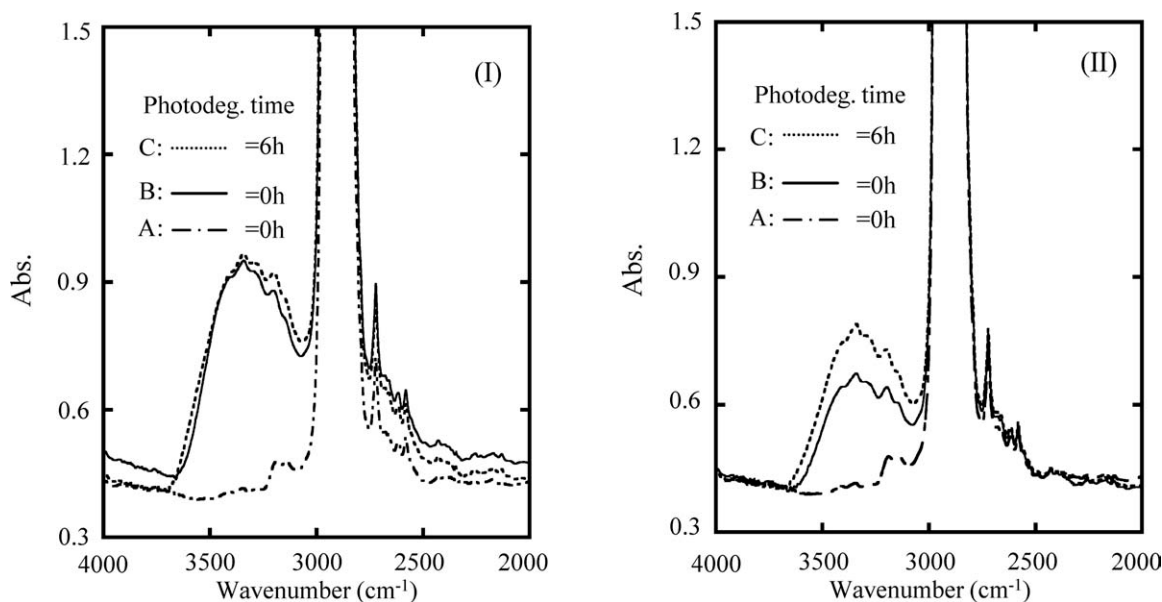 1.5
1.2
0.9
0.6
0.3
Abs.
(I)
Photodeg. time
C: =6h
B: =0h
A: =0h
4000 3500 3000 2500 2000
Wavenumber (cm-1)
1.5
1.2
0.9
0.6
0.3
Abs.
(II)
Photodeg. time
C: =6h
B: =0h
A: =0h
4000 3500 3000 2500 2000
Wavenumber (cm-1)